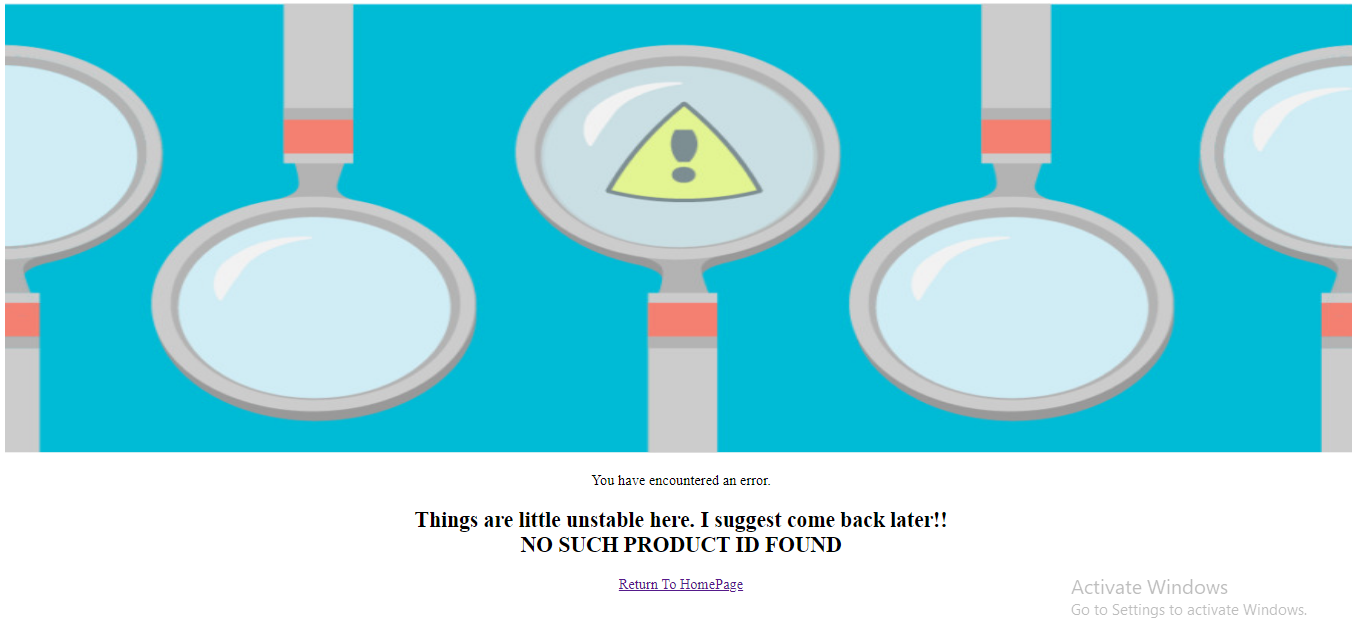 You have encountered an error.
Things are little unstable here. I suggest come back later!!
NO SUCH PRODUCT ID FOUND
Return To HomePage
Activate Windows
Go to Settings to activate Windows.